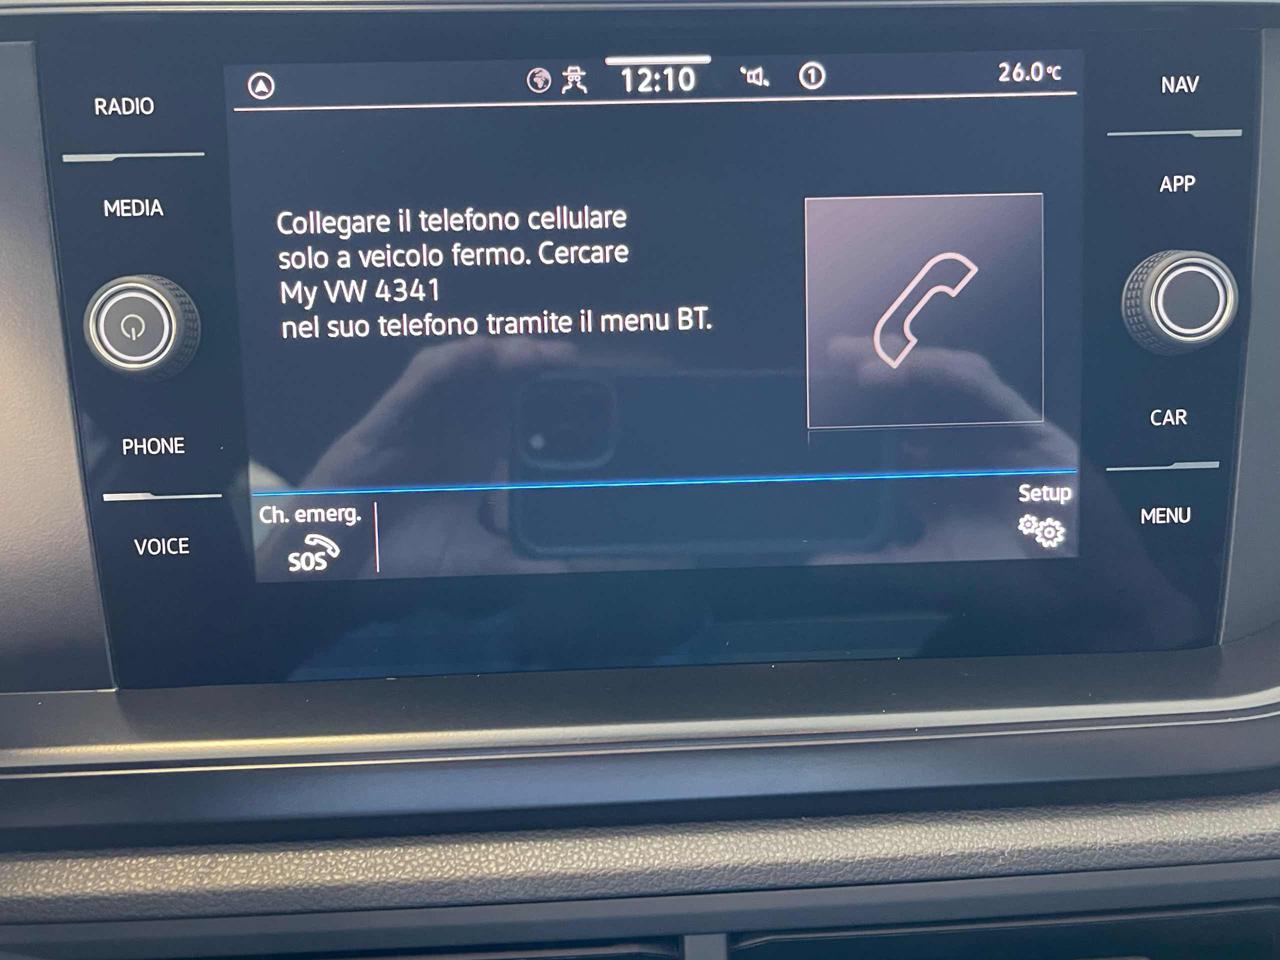 RADIO
MEDIA
PHONE
VOICE
12:10
1
26.0°C
Collegare il telefono cellulare
solo a veicolo fermo. Cercare
My VW 4341
nel suo telefono tramite il menu BT.
Ch. emerg.
SOS
Setup
NAV
APP
CAR
MENU